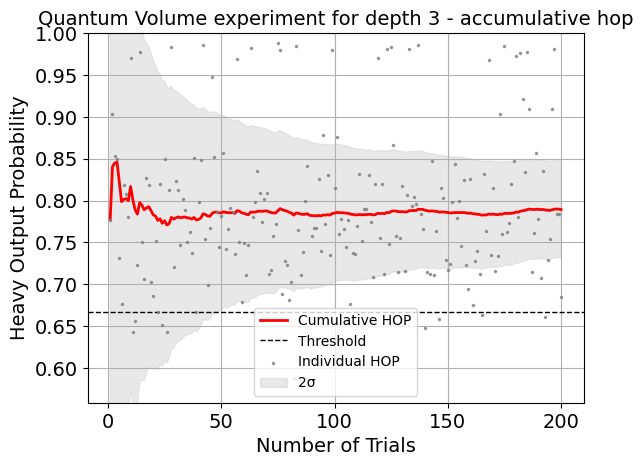 Quantum Volume experiment for depth 3 - accumulative hop
1.00
0.95
0.90
0.85
0.80
0.75
0.70
0.65
0.60
Heavy Output Probability
Cumulative HOP
Threshold
Individual HOP
2σ
0 50 100 150 200
Number of Trials